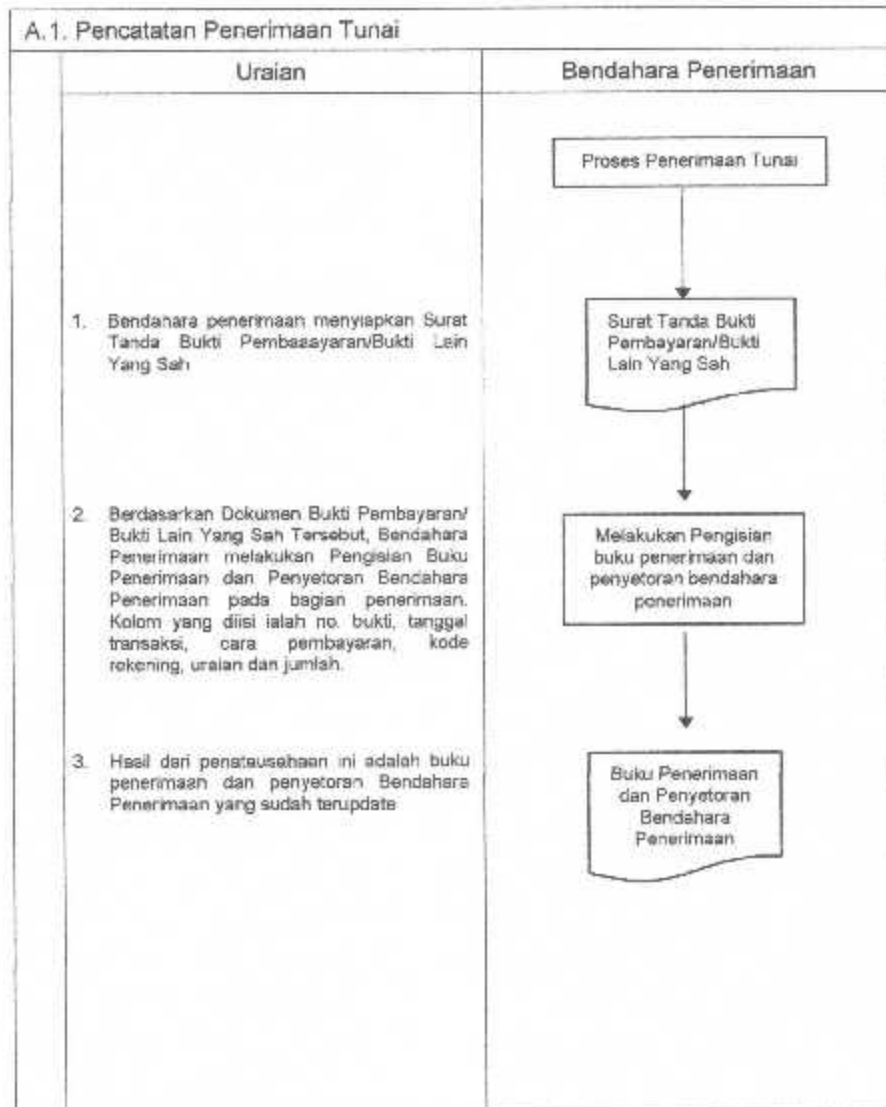 A.1. Pencatatan Penerimaan Tunai
Uraian
Bendahara Penerimaan
Proses Penerimaan Tunai
1. Bendahara penerimaan menyiapkan Surat
Tanda Bukti Pembasayaran/Bukti Lain
Yang Sah
Surat Tanda Bukti
Pembayaran/Bukti
Lain Yang Sah
2. Berdasarkan Dokumen Bukti Pembayaran/
Bukti Lain Yang Sah Tersebut, Bendahara
Penerimaan melakukan Pengisian Buku
Penerimaan dan Penyetoran Bendahara
Penerimaan pada bagian penerimaan.
Kolom yang diisi ialah no. bukti, tanggal
transaksi, cara pembayaran, kode
rekening, uraian dan jumlah.
Melakukan Pengisian
buku penerimaan dan
penyetoran bendahara
penerimaan
3. Hasil dari penatausahaan ini adalah buku
penerimaan dan penyetoran Bendahara
Penerimaan yang sudah terupdate
Buku Penerimaan
dan Penyetoran
Bendahara
Penerimaan